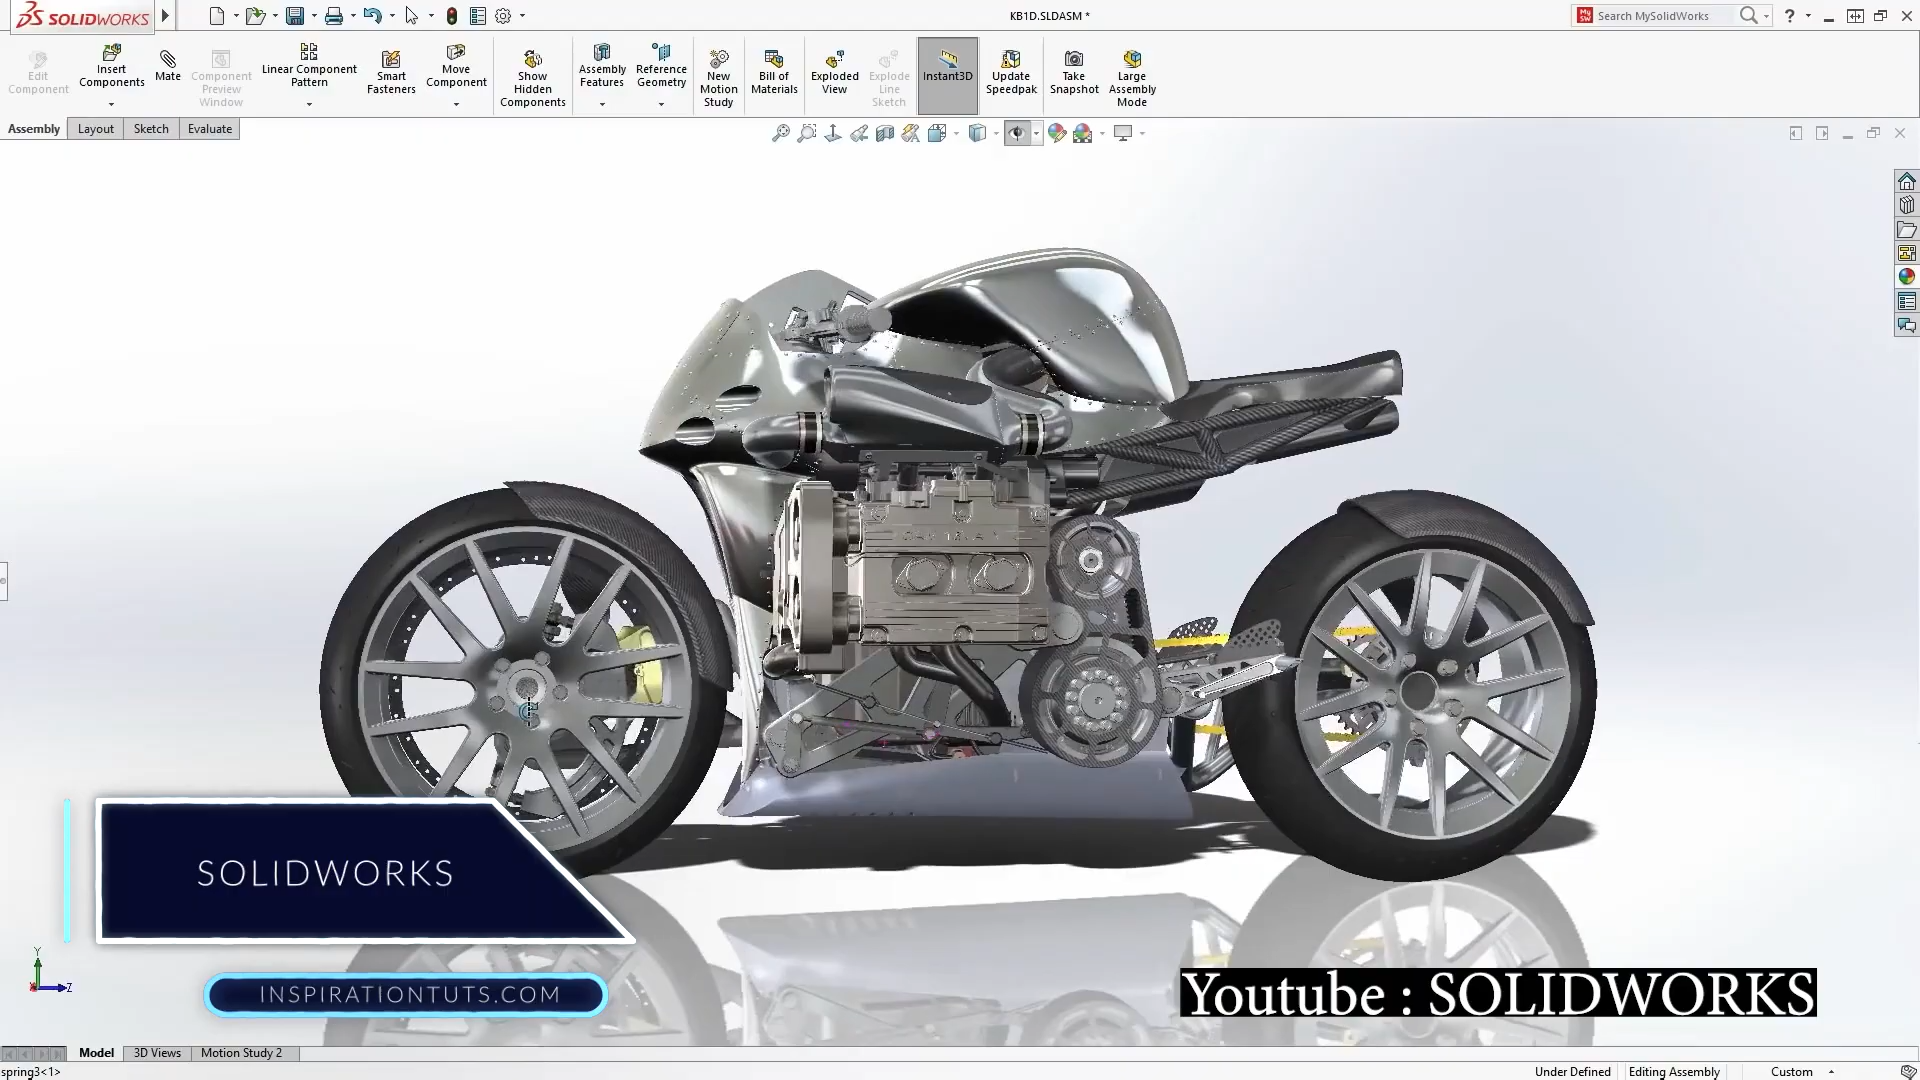 SOLIDWORKS
KB1D.SLDASM *
Search MySolidWorks
?
Edit Component
Insert Components
Mate
Component Preview Window
Linear Component Pattern
Smart Fasteners
Move Component
Show Hidden Components
Assembly Features
Reference Geometry
New Motion Study
Bill of Materials
Exploded View
Explode Line Sketch
Instant3D
Update Speedpak
Take Snapshot
Large Assembly Mode
Assembly
Layout
Sketch
Evaluate
SOLIDWORKS
INSPIRATIONTUTS.COM
Youtube : SOLIDWORKS
Y
Z
Model
3D Views
Motion Study 2
spring3<1>
Under Defined
Editing Assembly
Custom